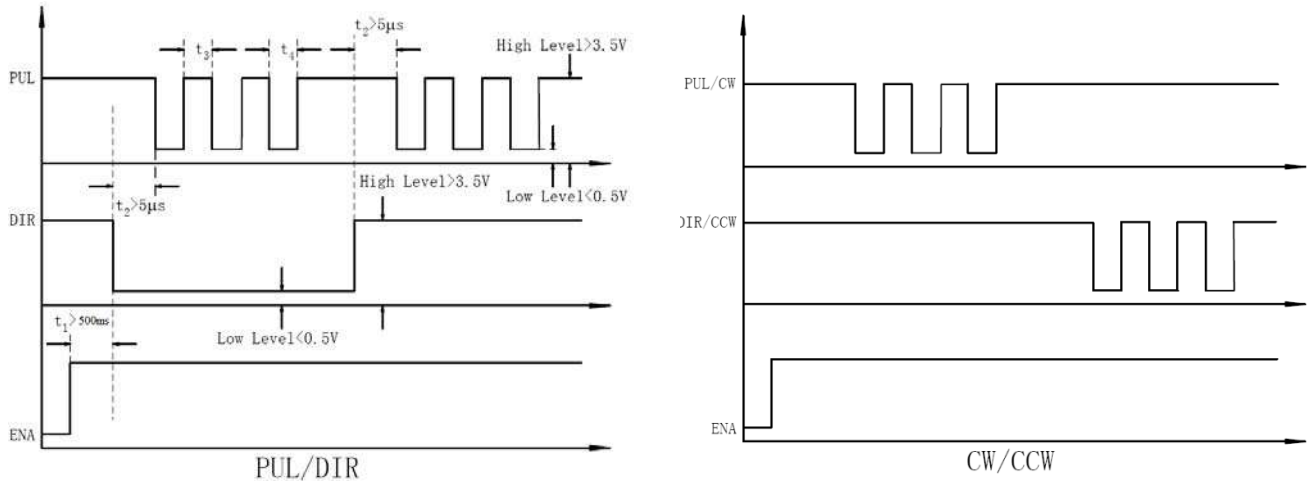 t2>5μs
High Level>3.5V
t3
t4
PUL
Low Level<0.5V
t2>5μs
High Level>3.5V
DIR
t1>500ms
Low Level<0.5V
ENA
PUL/DIR
PUL/CW
DIR/CCW
ENA
CW/CCW